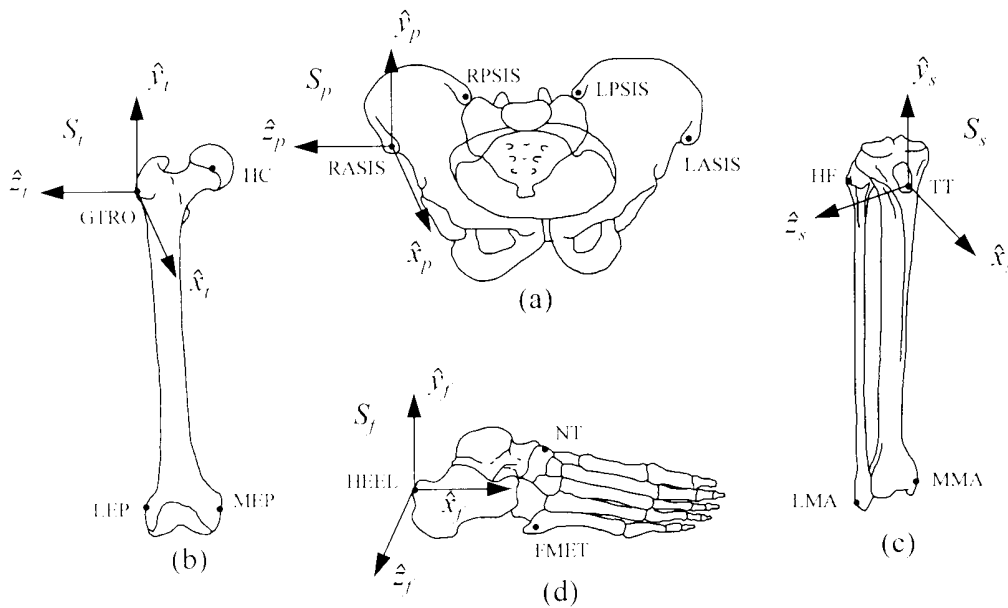 ŷ_p
RPSIS
S_p
LPSIS
ẑ_p
RASIS
LASIS
x̂_p
(a)
ŷ_t
S_t
HC
ẑ_t
GTRO
x̂_t
LEP
MEP
(b)
ŷ_s
S_s
HF
TT
ẑ_s
LMA
MMA
(c)
ŷ_f
S_f
NT
HEEL
x̂_f
FMET
ẑ_f
(d)